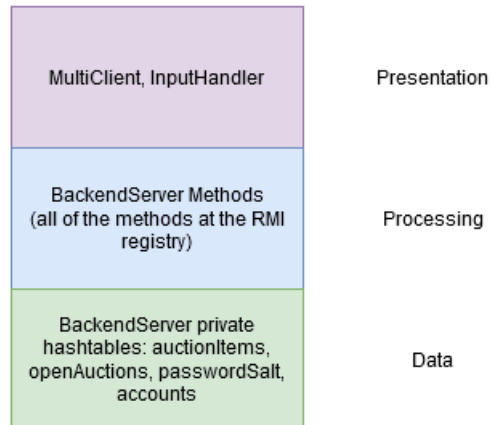 MultiClient, InputHandler
Presentation
BackendServer Methods
(all of the methods at the RMI
registry)
Processing
BackendServer private
hashtables: auctionItems,
openAuctions, passwordSalt,
accounts
Data